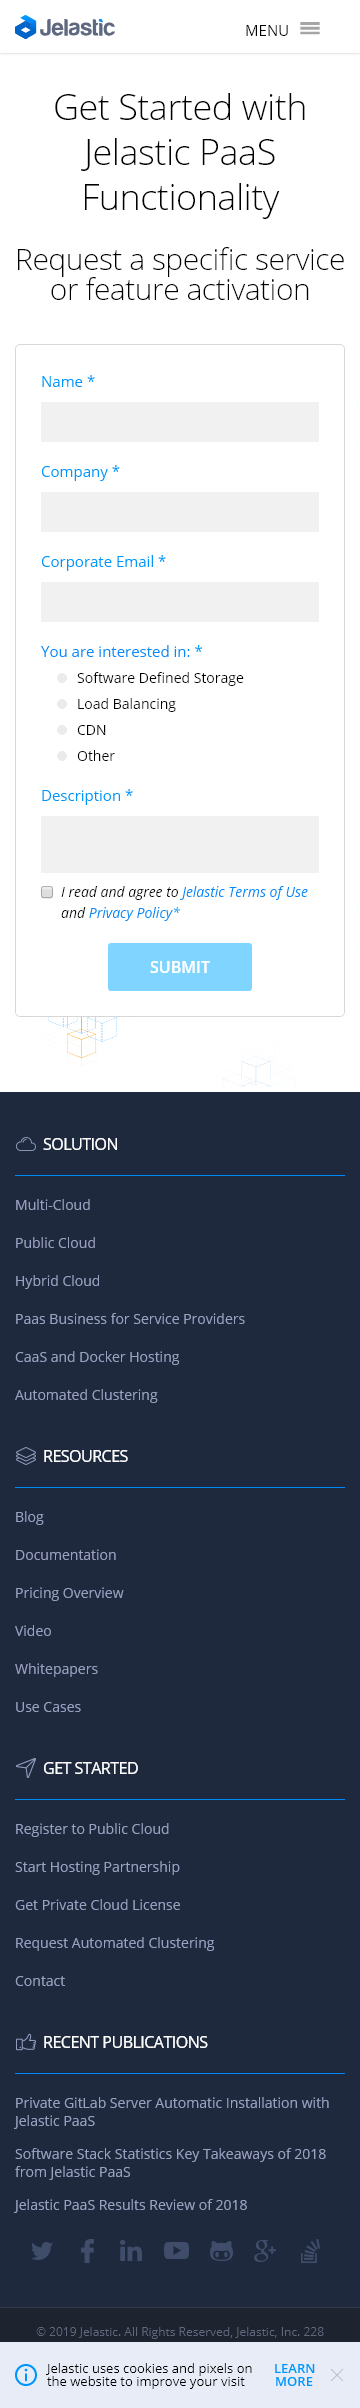 Jelastic
MENU
Get Started with
Jelastic PaaS
Functionality
Request a specific service
or feature activation
Name *
Company *
Corporate Email *
You are interested in: *
Software Defined Storage
Load Balancing
CDN
Other
Description *
I read and agree to Jelastic Terms of Use
and Privacy Policy*
SUBMIT
SOLUTION
Multi-Cloud
Public Cloud
Hybrid Cloud
Paas Business for Service Providers
CaaS and Docker Hosting
Automated Clustering
RESOURCES
Blog
Documentation
Pricing Overview
Video
Whitepapers
Use Cases
GET STARTED
Register to Public Cloud
Start Hosting Partnership
Get Private Cloud License
Request Automated Clustering
Contact
RECENT PUBLICATIONS
Private GitLab Server Automatic Installation with
Jelastic PaaS
Software Stack Statistics Key Takeaways of 2018
from Jelastic PaaS
Jelastic PaaS Results Review of 2018
© 2019 Jelastic. All Rights Reserved, Jelastic, Inc. 228
Jelastic uses cookies and pixels on
the website to improve your visit
LEARN
MORE